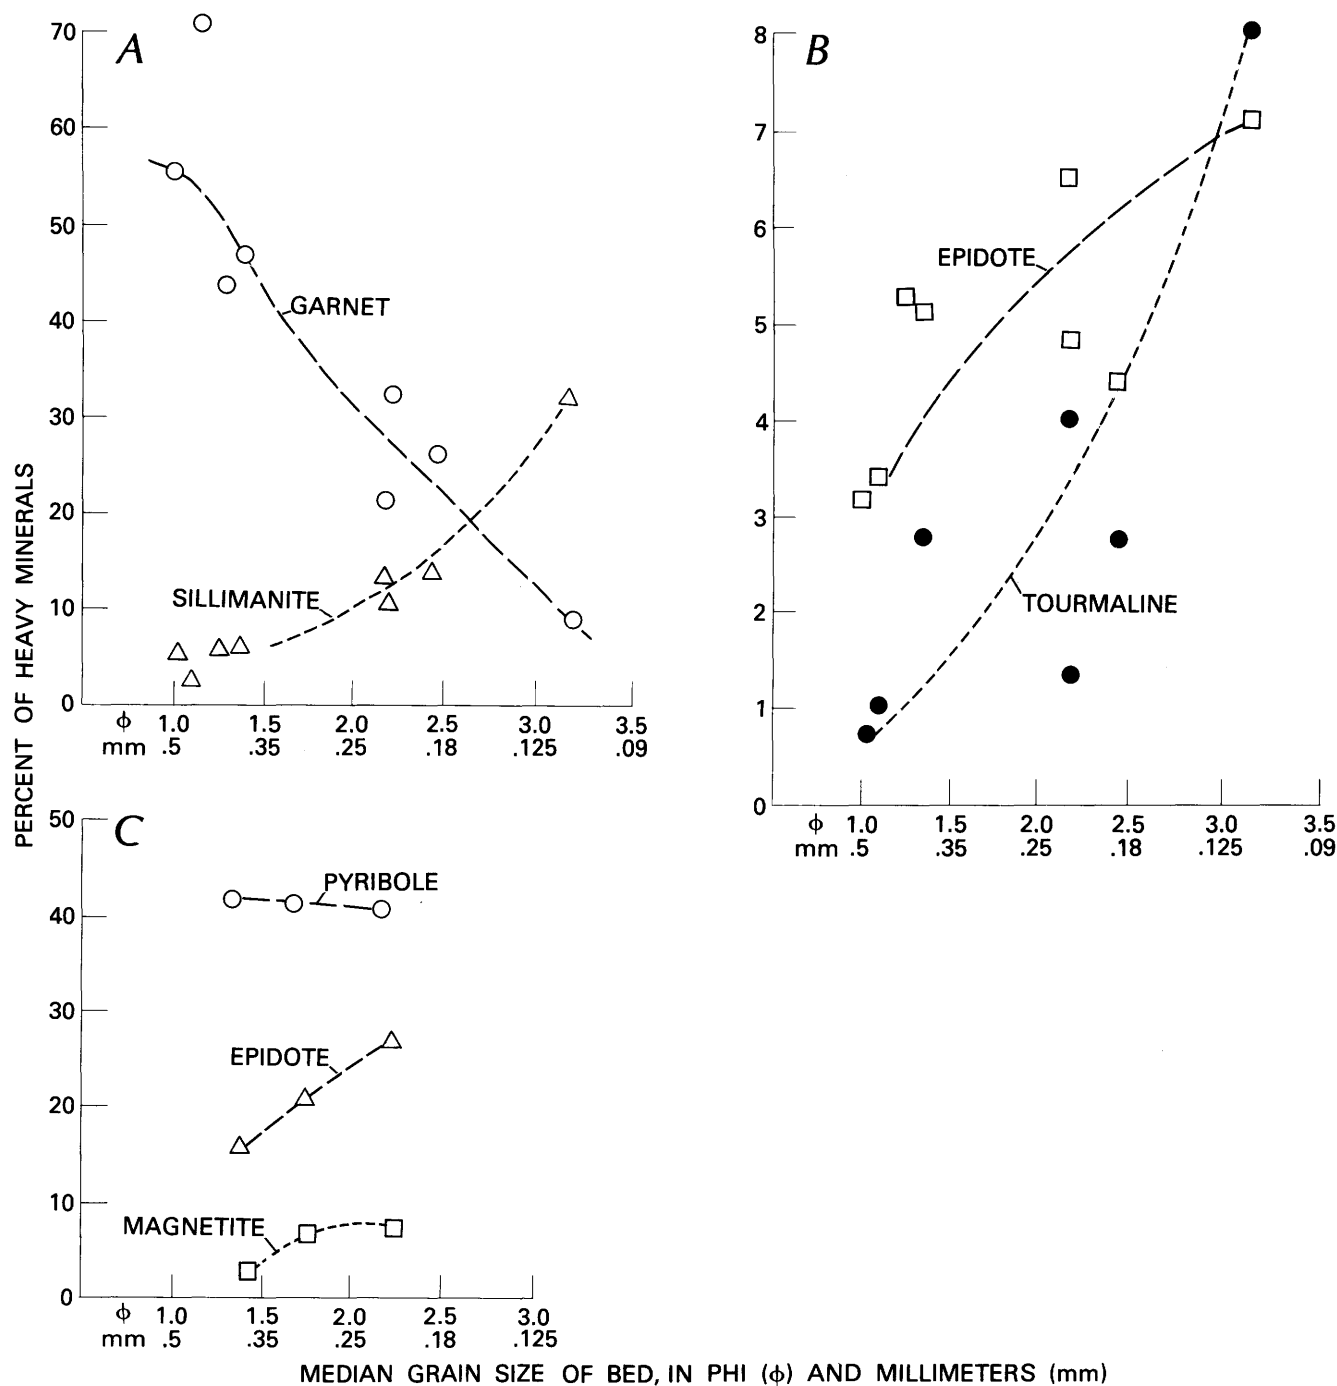 A
70
60
50
40
30
20
10
0
GARNET
SILLIMANITE
φ 1.0 1.5 2.0 2.5 3.0 3.5
mm .5 .35 .25 .18 .125 .09
B
8
7
6
5
4
3
2
1
0
EPIDOTE
TOURMALINE
φ 1.0 1.5 2.0 2.5 3.0 3.5
mm .5 .35 .25 .18 .125 .09
C
50
40
30
20
10
0
PYRIBOLE
EPIDOTE
MAGNETITE
φ 1.0 1.5 2.0 2.5 3.0
mm .5 .35 .25 .18 .125
PERCENT OF HEAVY MINERALS
MEDIAN GRAIN SIZE OF BED, IN PHI (φ) AND MILLIMETERS (mm)